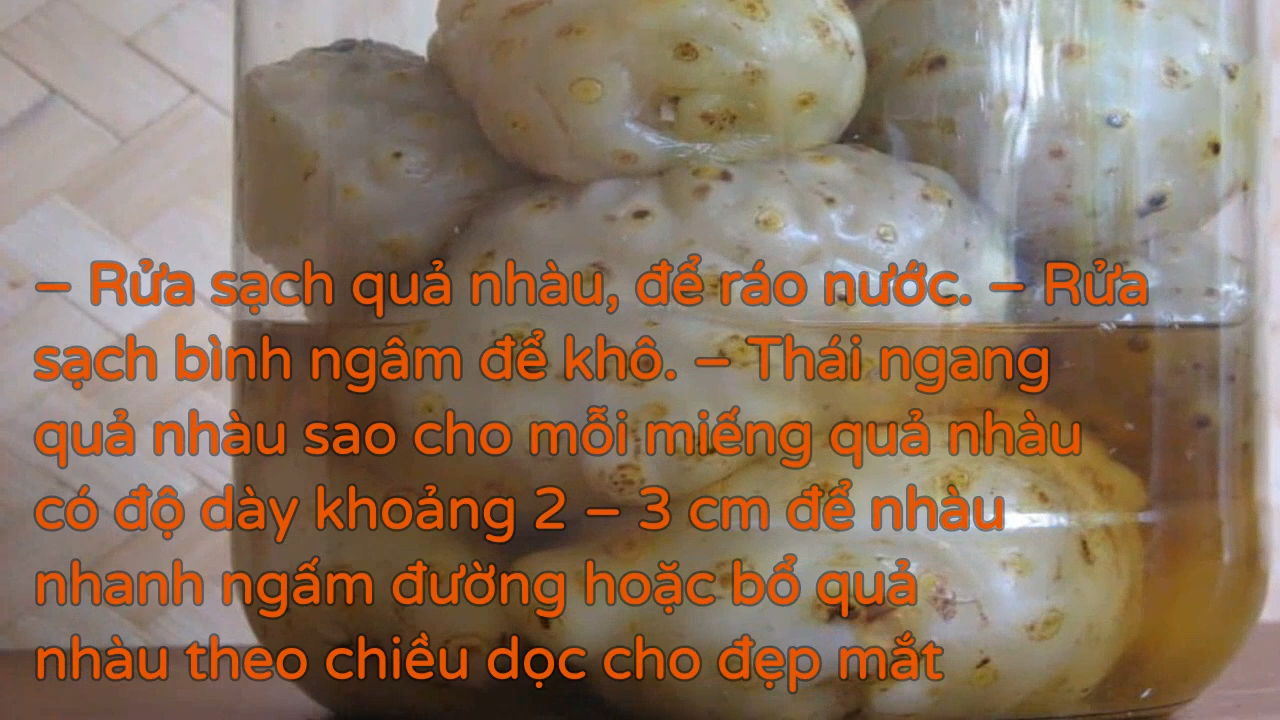 – Rửa sạch quả nhàu, để ráo nước. – Rửa
sạch bình ngâm để khô. – Thái ngang
quả nhàu sao cho mỗi miếng quả nhàu
có độ dày khoảng 2 – 3 cm để nhàu
nhanh ngấm đường hoặc bổ quả
nhàu theo chiều dọc cho đẹp mắt